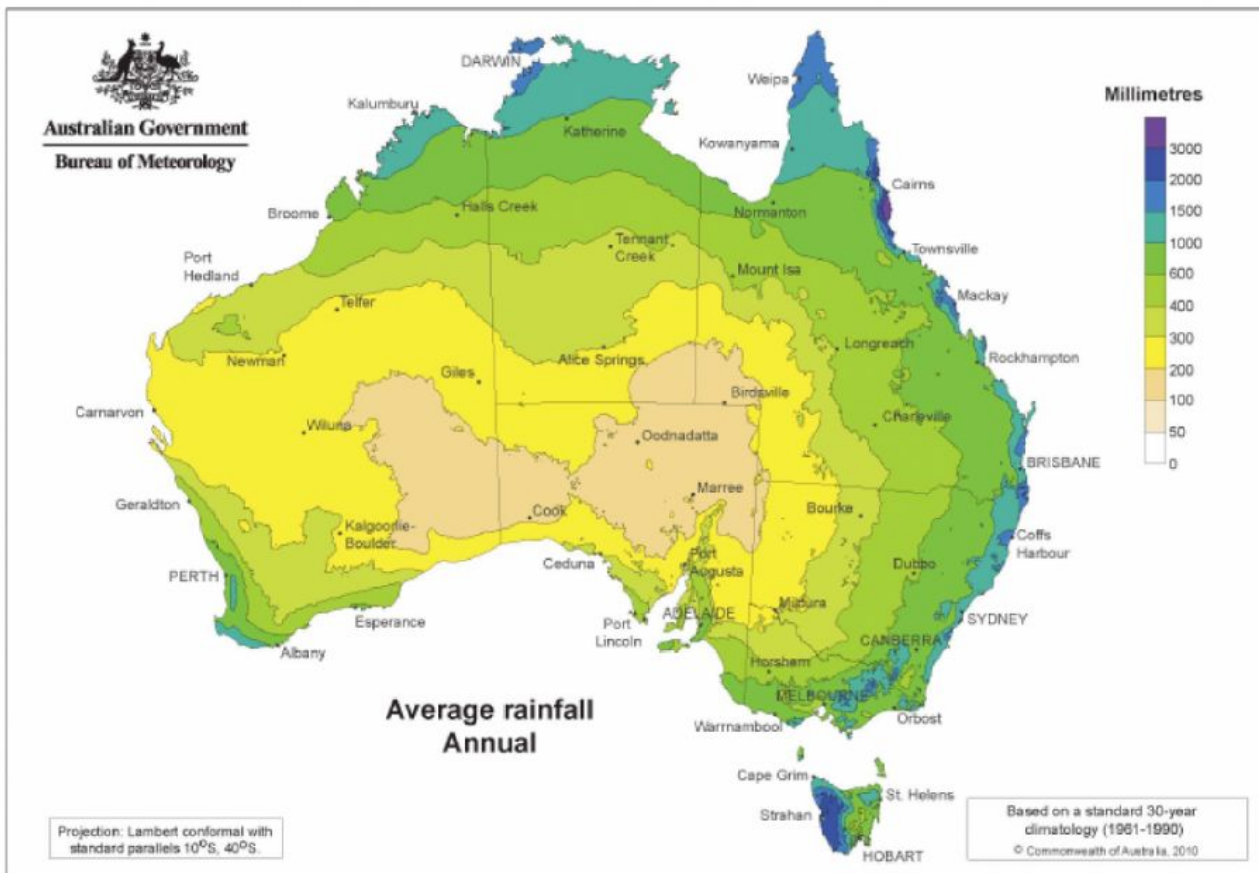 Australian Government
Bureau of Meteorology
DARWIN
Weipa
Kalumburu
Katherine
Kowanyama
Cairns
Broome
Halls Creek
Normanton
Tennant
Creek
Townsville
Port
Hedland
Mount Isa
Mackay
Telfer
Newman
Alice Springs
Longreach
Rockhampton
Giles
Birdsville
Carnarvon
Wiluna
Charleville
Oodnadatta
BRISBANE
Marree
Geraldton
Cook
Bourke
Kalgoorlie-
Boulder
Coffs
Harbour
Ceduna
Port
Augusta
Dubbo
PERTH
Mildura
ADELAIDE
SYDNEY
Esperance
Port
Lincoln
CANBERRA
Albany
Horsham
MELBOURNE
Orbost
Warrnambool
Cape Grim
St. Helens
Strahan
HOBART
Millimetres
3000
2000
1500
1000
600
400
300
200
100
50
0
Average rainfall
Annual
Projection: Lambert conformal with
standard parallels 10°S, 40°S.
Based on a standard 30-year
climatology (1961-1990)
© Commonwealth of Australia, 2010